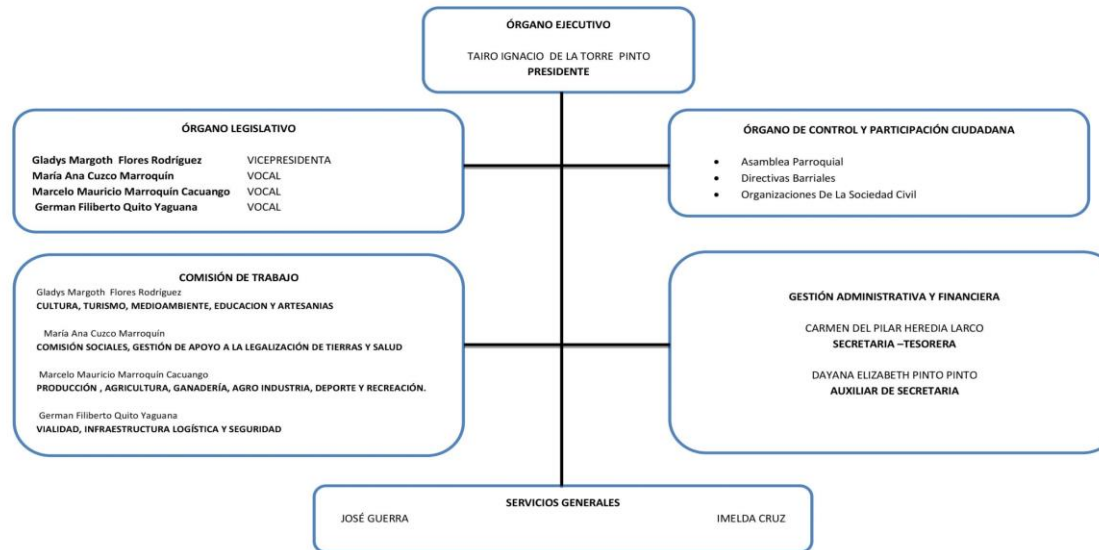 ÓRGANO EJECUTIVO
TAIRO IGNACIO DE LA TORRE PINTO
PRESIDENTE
ÓRGANO LEGISLATIVO
Gladys Margoth Flores Rodríguez VICEPRESIDENTA
María Ana Cuzco Marroquín VOCAL
Marcelo Mauricio Marroquín Cacuango VOCAL
German Filiberto Quito Yaguana VOCAL
ÓRGANO DE CONTROL Y PARTICIPACIÓN CIUDADANA
• Asamblea Parroquial
• Directivas Barriales
• Organizaciones De La Sociedad Civil
COMISIÓN DE TRABAJO
Gladys Margoth Flores Rodríguez
CULTURA, TURISMO, MEDIOAMBIENTE, EDUCACION Y ARTESANIAS
María Ana Cuzco Marroquín
COMISIÓN SOCIALES, GESTIÓN DE APOYO A LA LEGALIZACIÓN DE TIERRAS Y SALUD
Marcelo Mauricio Marroquín Cacuango
PRODUCCIÓN , AGRICULTURA, GANADERÍA, AGRO INDUSTRIA, DEPORTE Y RECREACIÓN.
German Filiberto Quito Yaguana
VIALIDAD, INFRAESTRUCTURA LOGÍSTICA Y SEGURIDAD
GESTIÓN ADMINISTRATIVA Y FINANCIERA
CARMEN DEL PILAR HEREDIA LARCO
SECRETARIA –TESORERA
DAYANA ELIZABETH PINTO PINTO
AUXILIAR DE SECRETARIA
SERVICIOS GENERALES
JOSÉ GUERRA IMELDA CRUZ